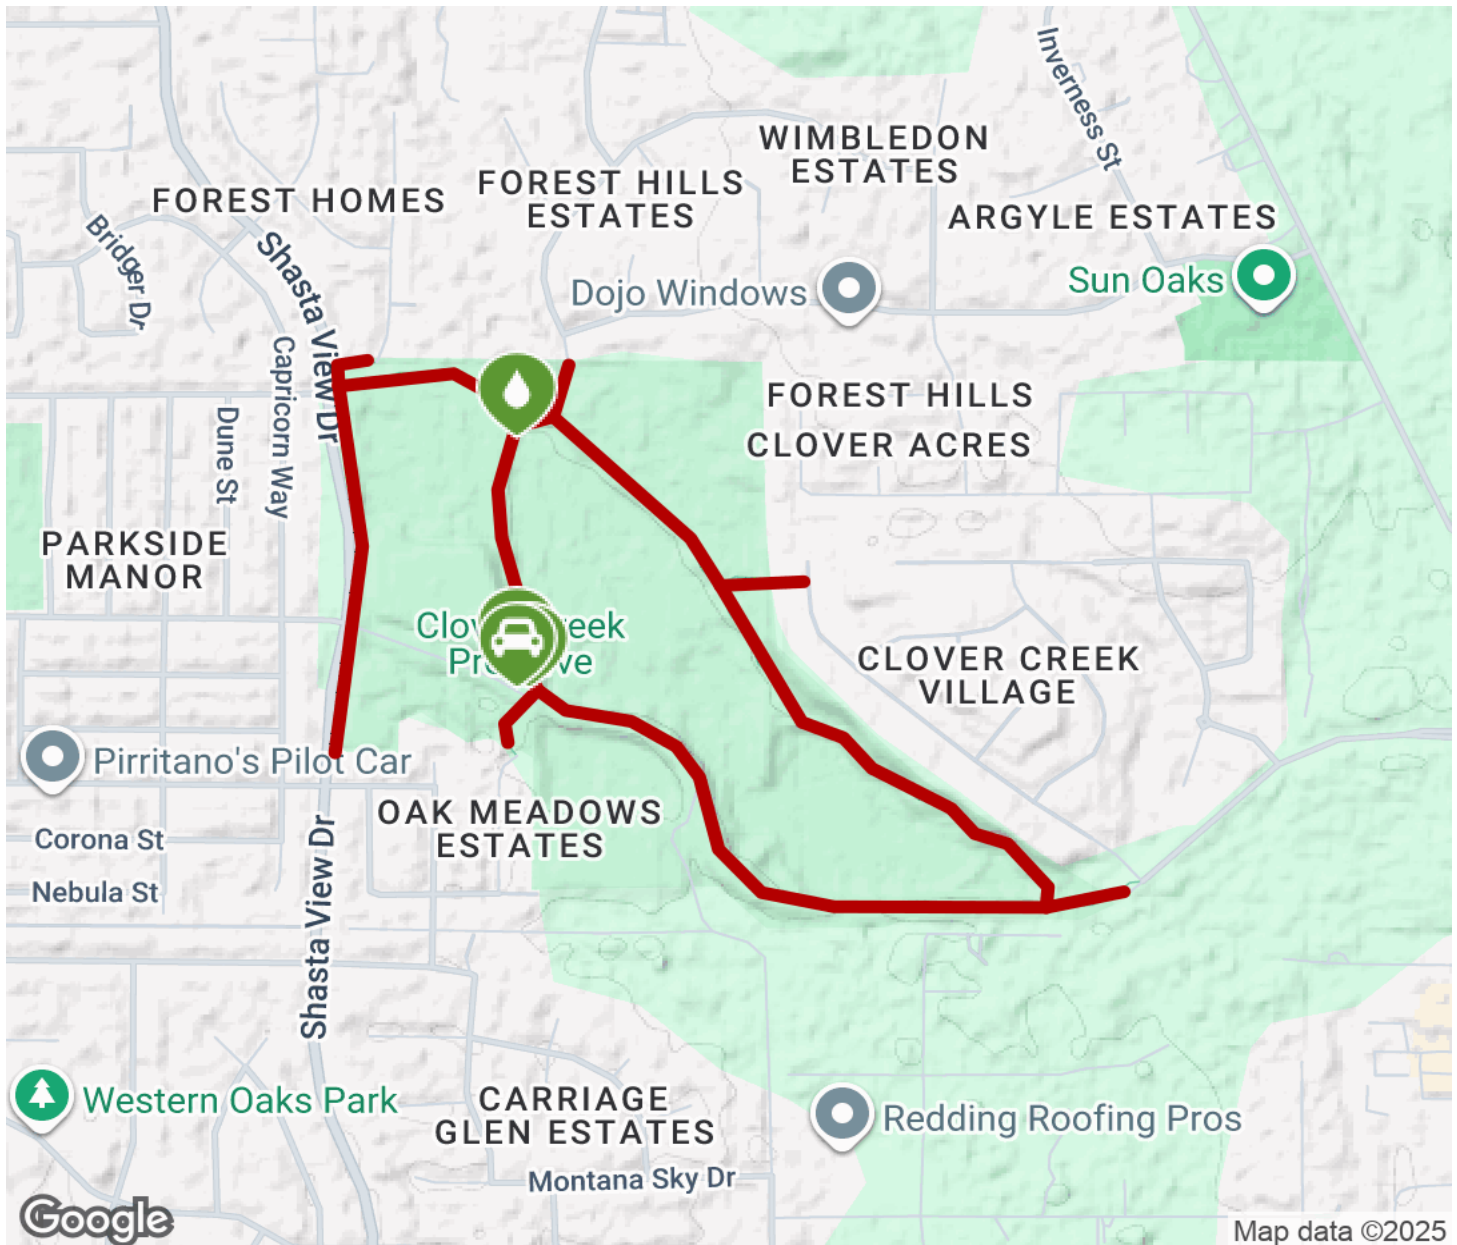 Inverness St
WIMBLEDON
ESTATES
FOREST HILLS
ESTATES
FOREST HOMES
ARGYLE ESTATES
Bridger Dr
Shasta View Dr
Sun Oaks
Dojo Windows
Capricorn Way
Dune St
FOREST HILLS
CLOVER ACRES
PARKSIDE
MANOR
Clover Creek
Preserve
CLOVER CREEK
VILLAGE
Pirritano's Pilot Car
OAK MEADOWS
ESTATES
Corona St
Nebula St
Shasta View Dr
Western Oaks Park
CARRIAGE
GLEN ESTATES
Redding Roofing Pros
Montana Sky Dr
Google
Map data ©2025